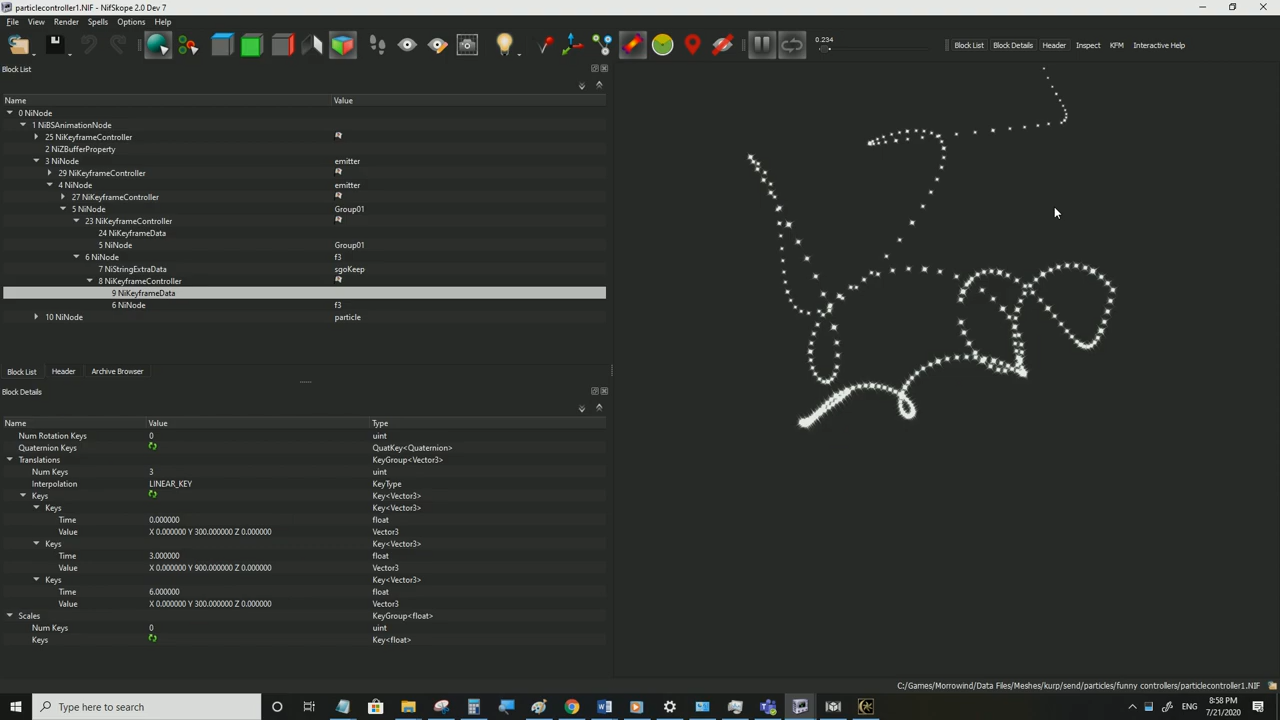 particlecontroller1.NIF - NifSkope 2.0 Dev 7
File View Render Spells Options Help
0.234
Block List Block Details Header Inspect KFM Interactive Help
Block List
Name Value
0 NiNode
1 NiBSAnimationNode
25 NiKeyframeController
2 NiZBufferProperty
3 NiNode emitter
29 NiKeyframeController
4 NiNode emitter
27 NiKeyframeController
5 NiNode Group01
23 NiKeyframeController
24 NiKeyframeData
5 NiNode Group01
6 NiNode f3
7 NiStringExtraData sgoKeep
8 NiKeyframeController
9 NiKeyframeData
6 NiNode f3
10 NiNode particle
Block List Header Archive Browser
Block Details
Name Value Type
Num Rotation Keys 0 uint
Quaternion Keys QuatKey<Quaternion>
Translations KeyGroup<Vector3>
Num Keys 3 uint
Interpolation LINEAR_KEY KeyType
Keys Key<Vector3>
Keys Key<Vector3>
Time 0.000000 float
Value X 0.000000 Y 300.000000 Z 0.000000 Vector3
Keys Key<Vector3>
Time 3.000000 float
Value X 0.000000 Y 900.000000 Z 0.000000 Vector3
Keys Key<Vector3>
Time 6.000000 float
Value X 0.000000 Y 300.000000 Z 0.000000 Vector3
Scales KeyGroup<float>
Num Keys 0 uint
Keys Key<float>
C:/Games/Morrowind/Data Files/Meshes/kurp/send/particles/funny controllers/particlecontroller1.NIF
Type here to search
ENG
8:58 PM
7/21/2020